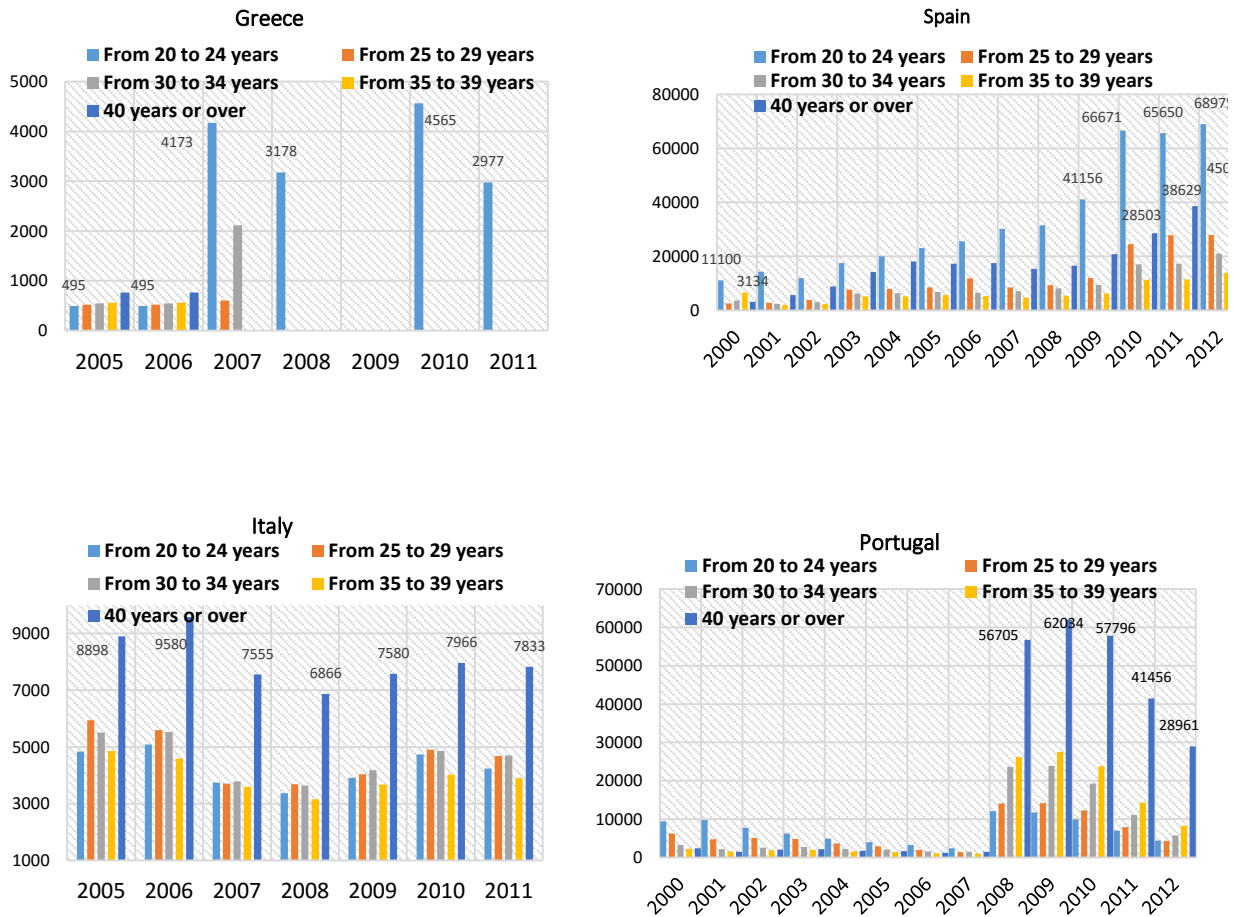 Greece
From 20 to 24 years From 25 to 29 years
From 30 to 34 years From 35 to 39 years
40 years or over
5000
4000
3000
2000
1000
0
495 495 4173 3178 4565 2977
2005 2006 2007 2008 2009 2010 2011
Spain
From 20 to 24 years From 25 to 29 years
From 30 to 34 years From 35 to 39 years
40 years or over
80000
60000
40000
20000
0
11100 3134 41156 66671 28503 65650 38629 68975 450
2000 2001 2002 2003 2004 2005 2006 2007 2008 2009 2010 2011 2012
Italy
From 20 to 24 years From 25 to 29 years
From 30 to 34 years From 35 to 39 years
40 years or over
9000
7000
5000
3000
1000
8898 9580 7555 6866 7580 7966 7833
2005 2006 2007 2008 2009 2010 2011
Portugal
From 20 to 24 years From 25 to 29 years
From 30 to 34 years From 35 to 39 years
40 years or over
70000
60000
50000
40000
30000
20000
10000
0
56705 62034 57796 41456 28961
2000 2001 2002 2003 2004 2005 2006 2007 2008 2009 2010 2011 2012